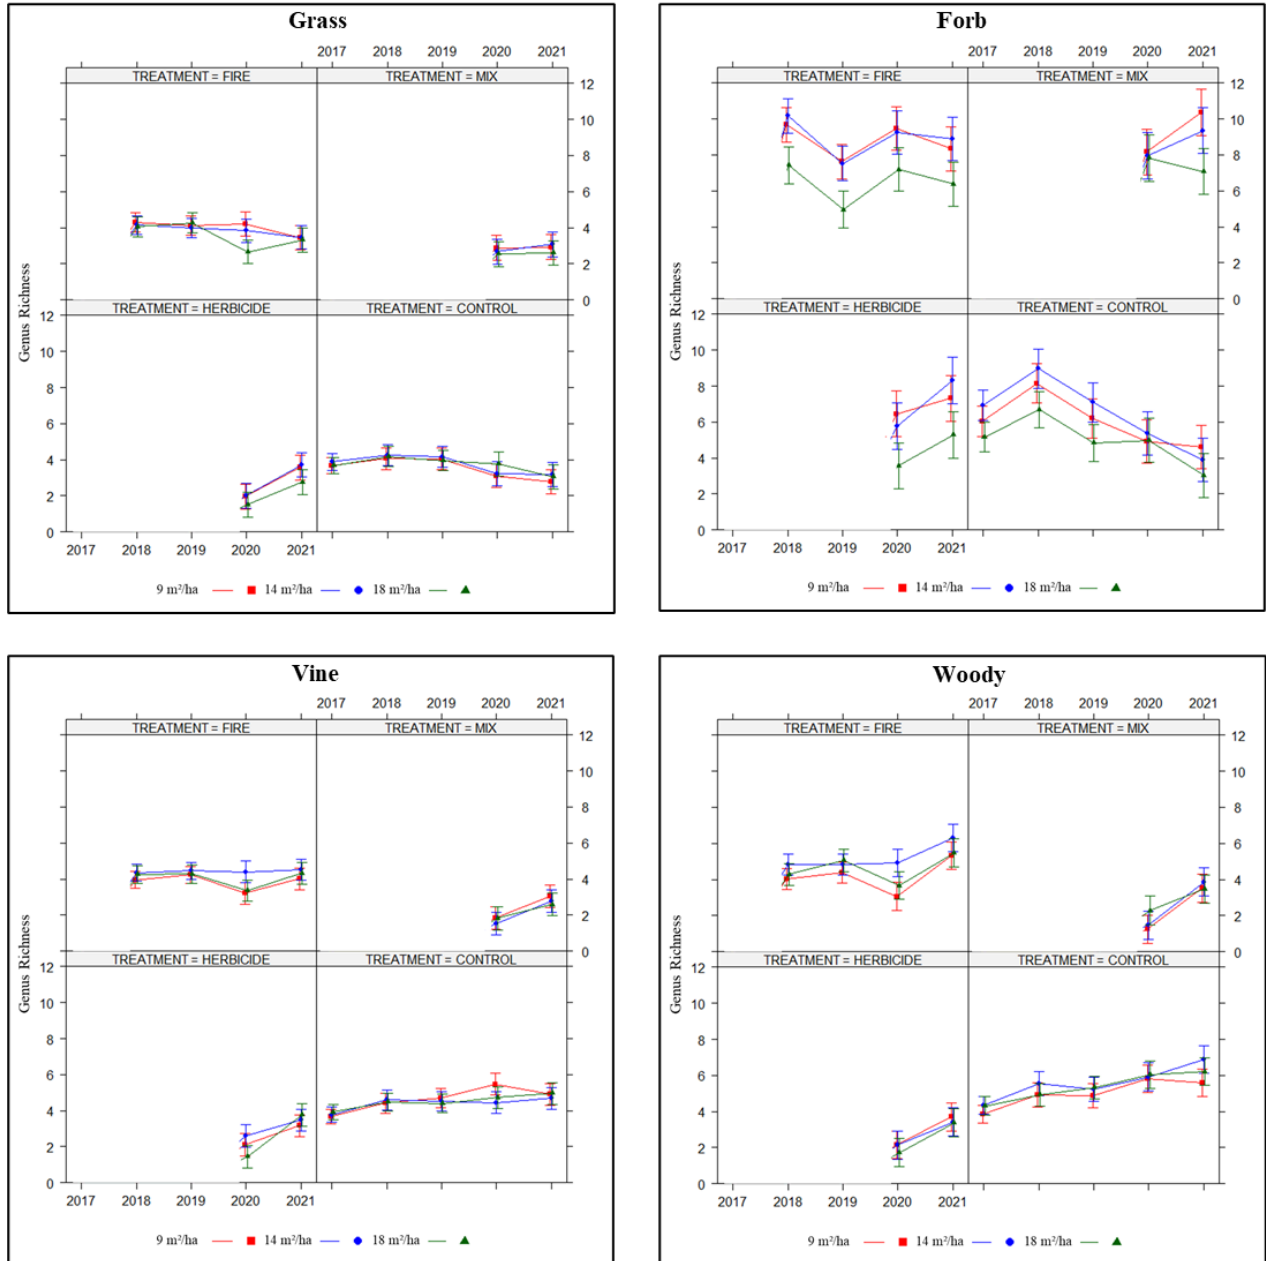 Grass
2017 2018 2019 2020 2021
TREATMENT = FIRE TREATMENT = MIX
12
10
8
6
4
2
0
12
10
8
6
4
2
0
TREATMENT = HERBICIDE TREATMENT = CONTROL
12
10
8
6
4
2
0
Genus Richness
2017 2018 2019 2020 2021
9 m²/ha 14 m²/ha 18 m²/ha
Forb
2017 2018 2020 2021
TREATMENT = FIRE TREATMENT = MIX
12
10
8
6
4
2
0
TREATMENT = HERBICIDE TREATMENT = CONTROL
12
10
8
6
4
2
0
Genus Richness
2017 2018 2019 2020 2021
9 m²/ha 14 m²/ha 18 m²/ha
Vine
2017 2018 2019 2020 2021
TREATMENT = FIRE TREATMENT = MIX
12
10
8
6
4
2
0
TREATMENT = HERBICIDE TREATMENT = CONTROL
12
10
8
6
4
2
0
Genus Richness
2017 2018 2019 2020 2021
9 m²/ha 14 m²/ha 18 m²/ha
Woody
2017 2018 2019 2020 2021
TREATMENT = FIRE TREATMENT = MIX
12
10
8
6
4
2
0
TREATMENT = HERBICIDE TREATMENT = CONTROL
12
10
8
6
4
2
0
Genus Richness
2017 2018 2019 2020 2021
9 m²/ha 14 m²/ha 18 m²/ha